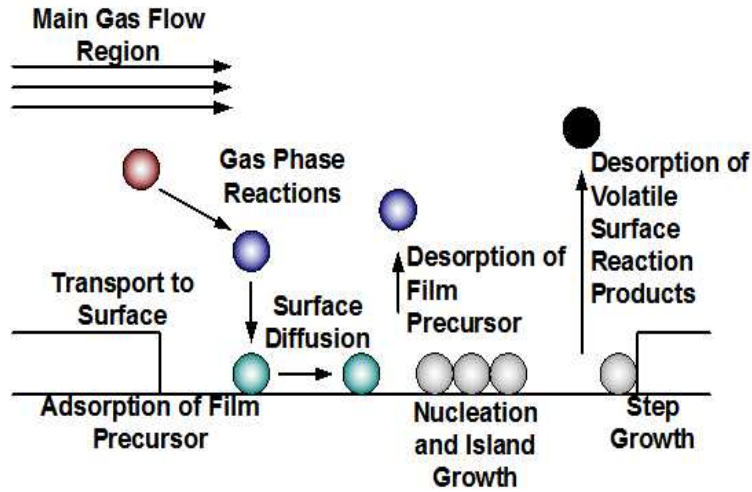 Main Gas Flow
Region
Gas Phase
Reactions
Desorption of
Volatile
Surface
Reaction
Products
Transport to
Surface
Surface
Diffusion
Desorption of
Film
Precursor
Adsorption of Film
Precursor
Nucleation
and Island
Growth
Step
Growth